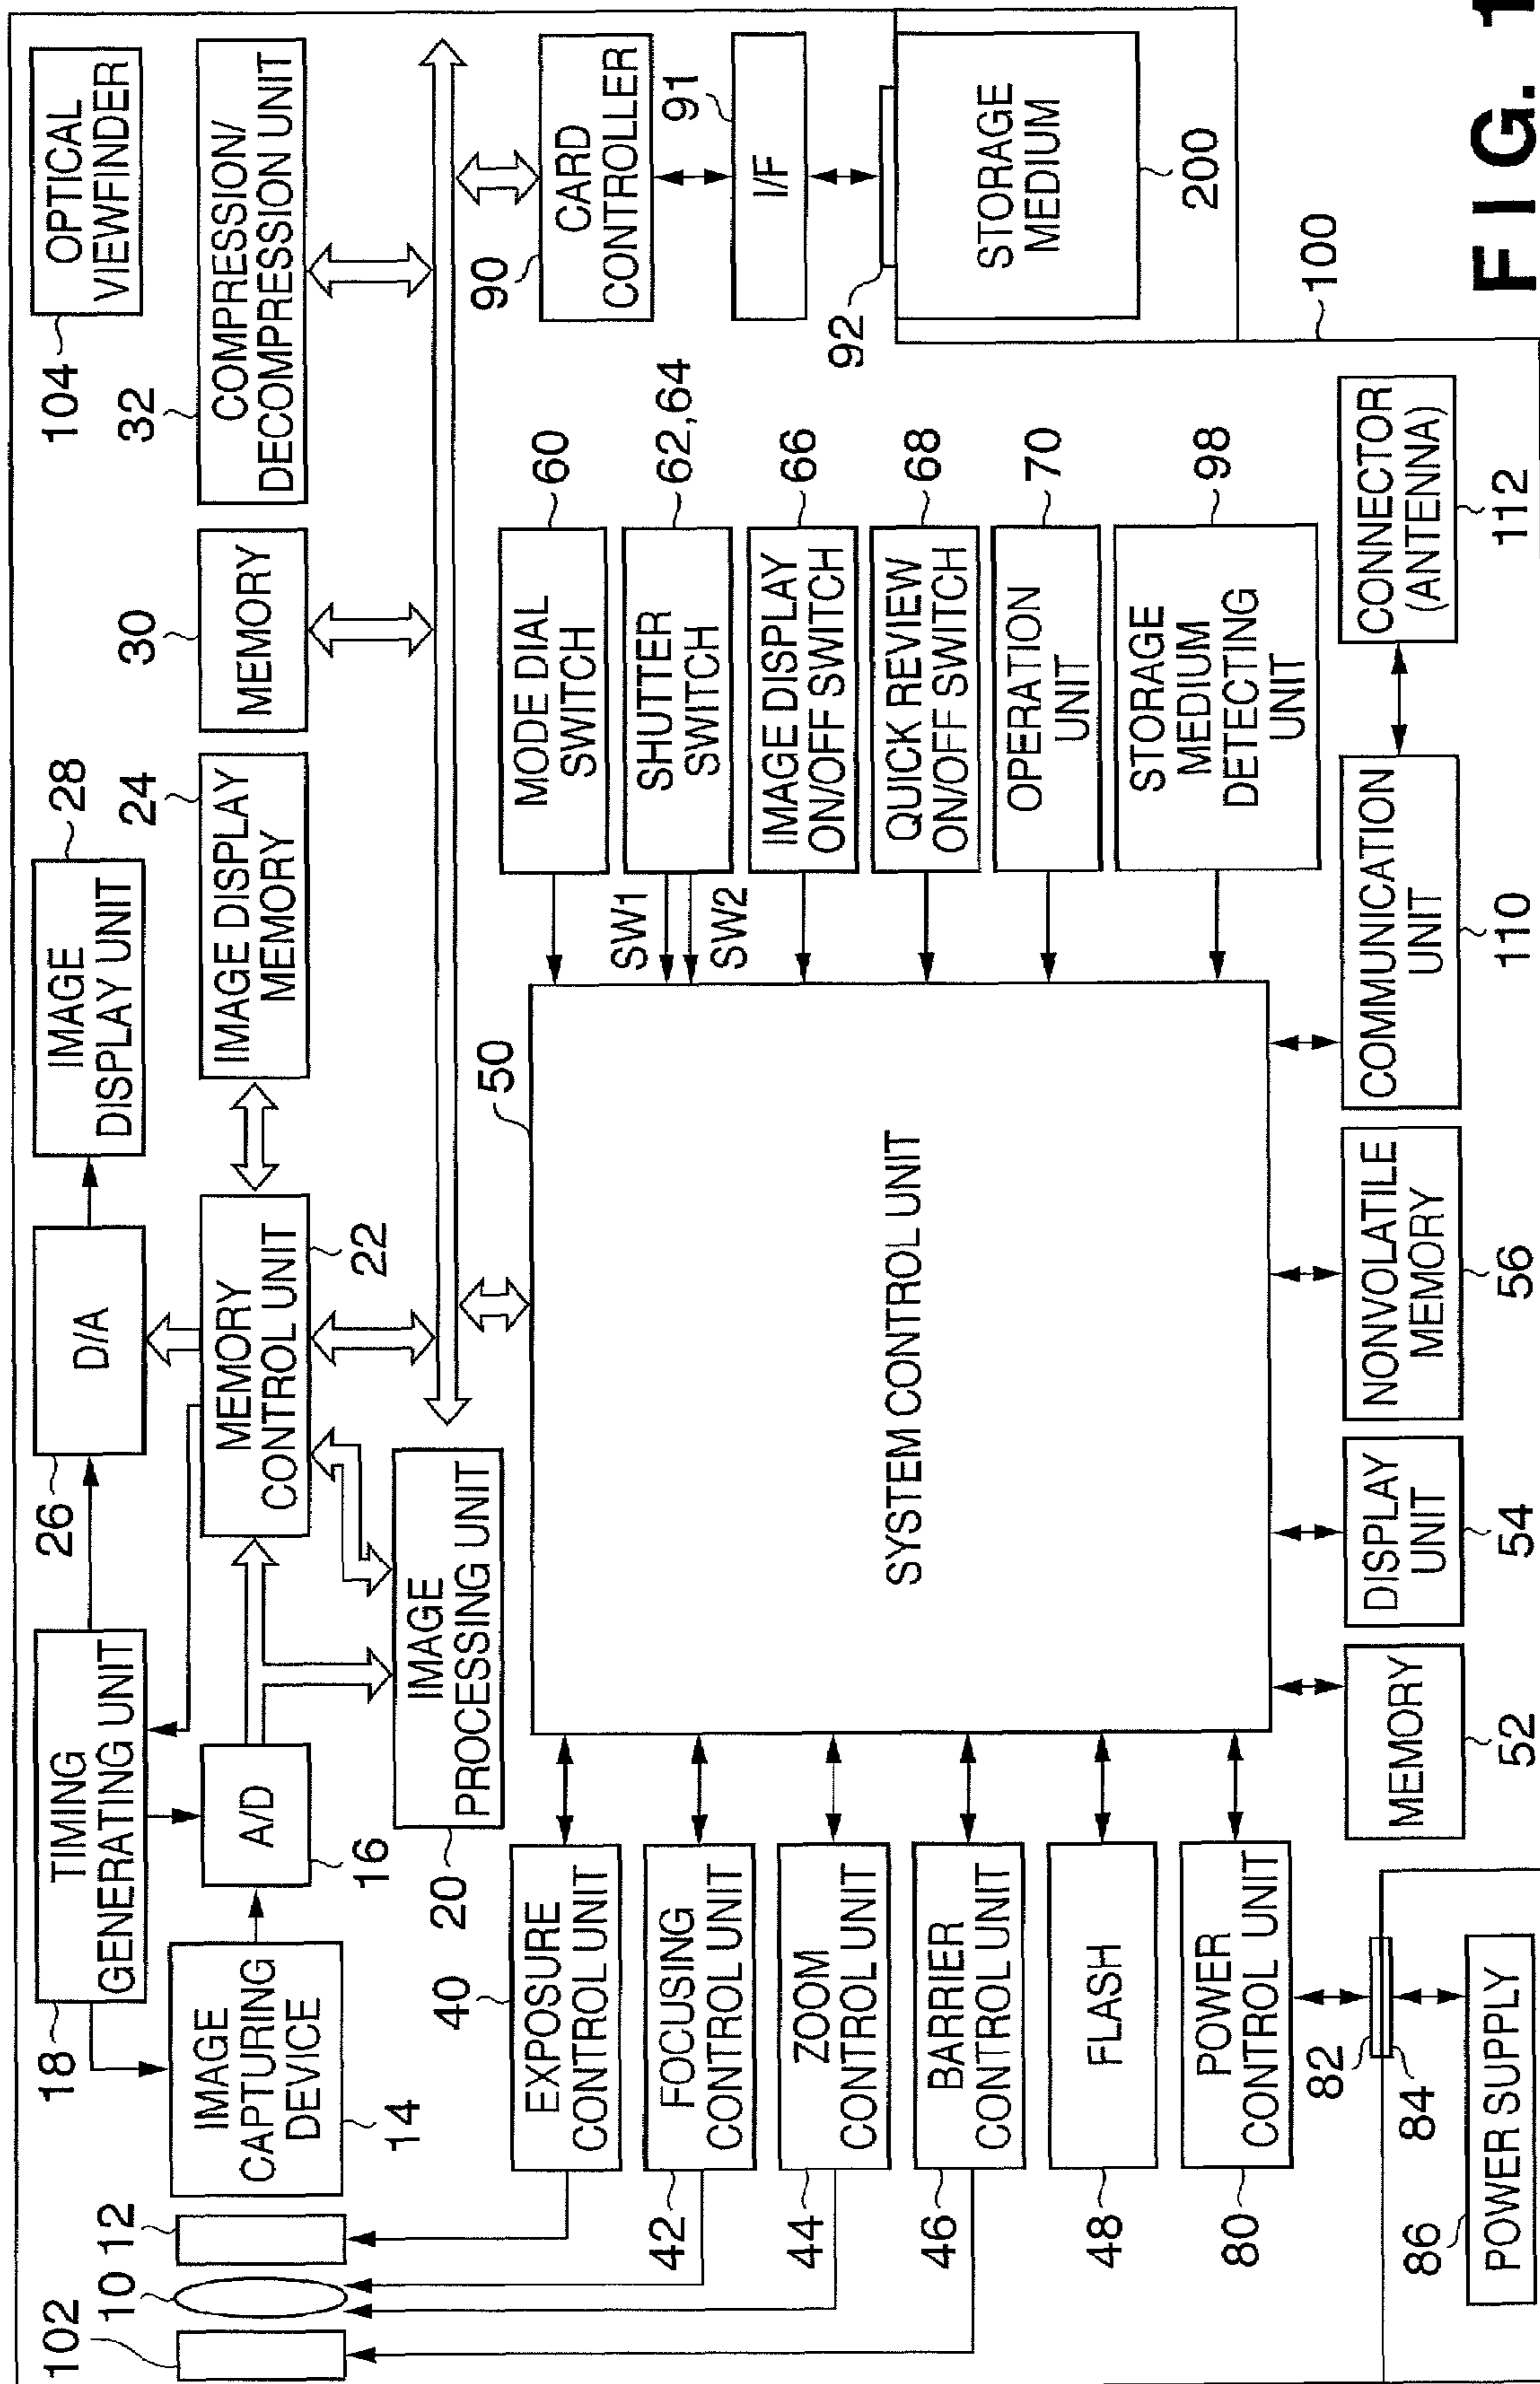 FIG. 1
102
10
12
IMAGE
CAPTURING
DEVICE
14
18
TIMING
GENERATING UNIT
A/D
16
26
D/A
IMAGE
DISPLAY UNIT
28
MEMORY
CONTROL UNIT
22
IMAGE DISPLAY
MEMORY
24
MEMORY
30
COMPRESSION/
DECOMPRESSION UNIT
32
OPTICAL
VIEWFINDER
104
IMAGE
PROCESSING UNIT
20
40
EXPOSURE
CONTROL UNIT
42
FOCUSING
CONTROL UNIT
44
ZOOM
CONTROL UNIT
46
BARRIER
CONTROL UNIT
48
FLASH
80
POWER
CONTROL UNIT
82
84
86
POWER SUPPLY
SYSTEM CONTROL UNIT
50
MODE DIAL
SWITCH
60
SW1
SW2
SHUTTER
SWITCH
62,64
IMAGE DISPLAY
ON/OFF SWITCH
66
QUICK REVIEW
ON/OFF SWITCH
68
OPERATION
UNIT
70
STORAGE
MEDIUM
DETECTING
UNIT
98
90
CARD
CONTROLLER
91
I/F
92
STORAGE
MEDIUM
200
100
MEMORY
52
DISPLAY
UNIT
54
NONVOLATILE
MEMORY
56
COMMUNICATION
UNIT
110
CONNECTOR
(ANTENNA)
112